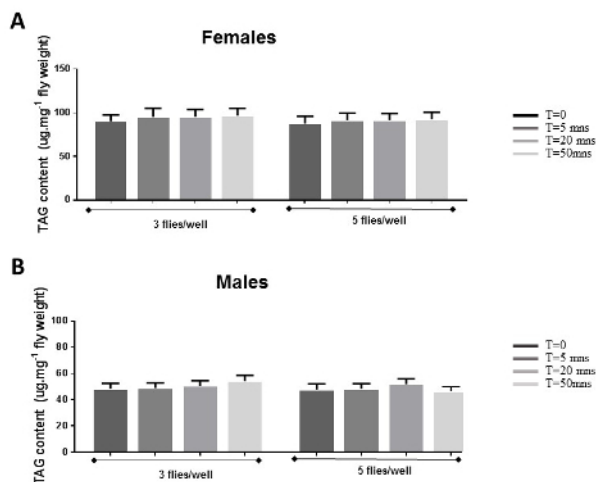 A
Females
TAG content (ug.mg⁻¹ fly weight)
150
100
50
0
3 flies/well
5 flies/well
T=0
T=5 mns
T=20 mns
T=50mns
B
Males
TAG content (ug.mg⁻¹ fly weight)
100
80
60
40
20
0
3 flies/well
5 flies/well
T=0
T=5 mns
T=20 mns
T=50mns